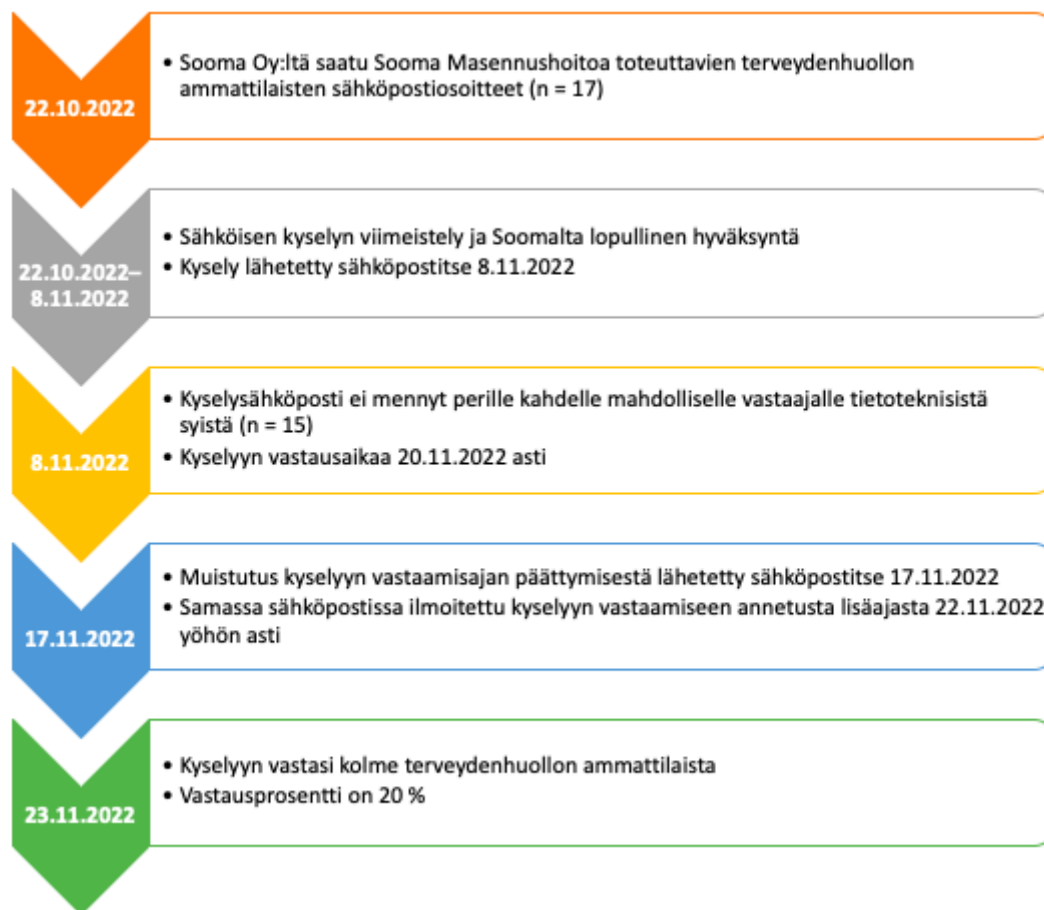 22.10.2022
• Sooma Oy:ltä saatu Sooma Masennushoitoa toteuttavien terveydenhuollon
ammattilaisten sähköpostiosoitteet (n = 17)
22.10.2022–
8.11.2022
• Sähköisen kyselyn viimeistely ja Soomalta lopullinen hyväksyntä
• Kysely lähetetty sähköpostitse 8.11.2022
8.11.2022
• Kyselysähköposti ei mennyt perille kahdelle mahdolliselle vastaajalle tietoteknisistä
syistä (n = 15)
• Kyselyyn vastausaikaa 20.11.2022 asti
17.11.2022
• Muistutus kyselyyn vastaamisajan päättymisestä lähetetty sähköpostitse 17.11.2022
• Samassa sähköpostissa ilmoitettu kyselyyn vastaamiseen annetusta lisäajasta 22.11.2022
yöhön asti
23.11.2022
• Kyselyyn vastasi kolme terveydenhuollon ammattilaista
• Vastausprosentti on 20 %